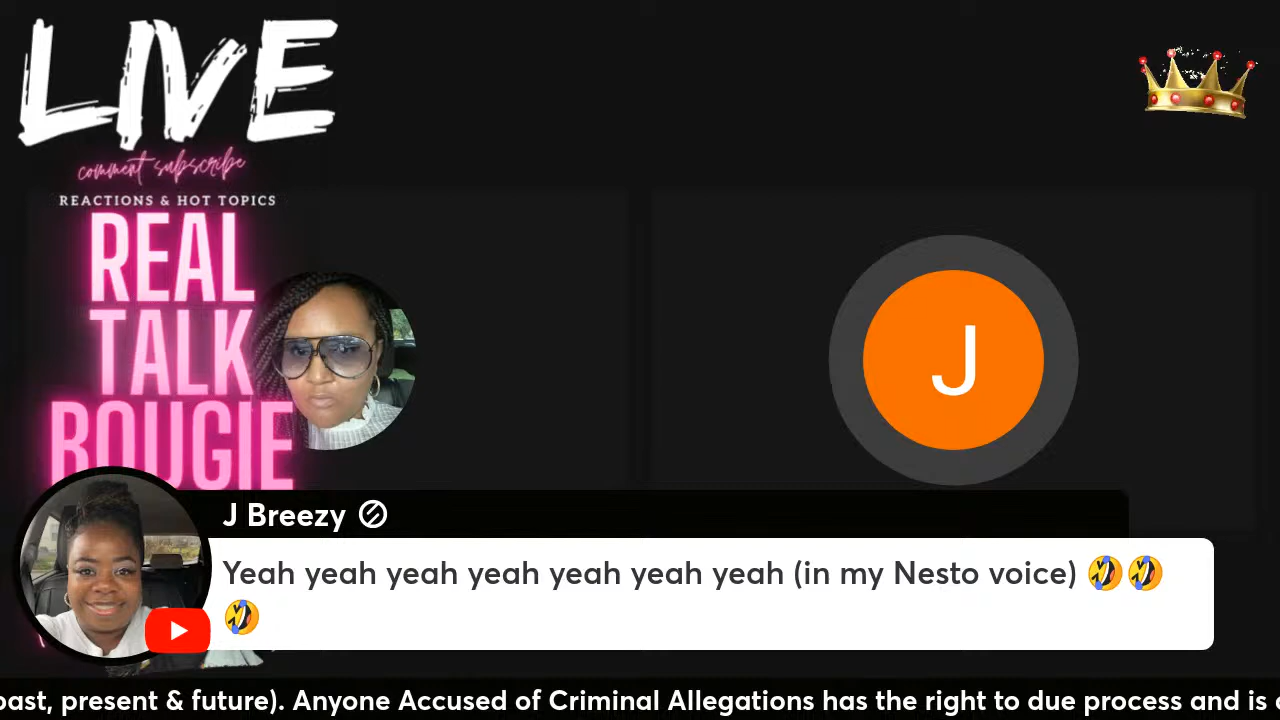 LIVE
comment subscribe
REACTIONS & HOT TOPICS
REAL
TALK
BOUGIE
J
J Breezy
Yeah yeah yeah yeah yeah yeah yeah (in my Nesto voice) 🤣🤣
🤣
past, present & future). Anyone Accused of Criminal Allegations has the right to due process and is